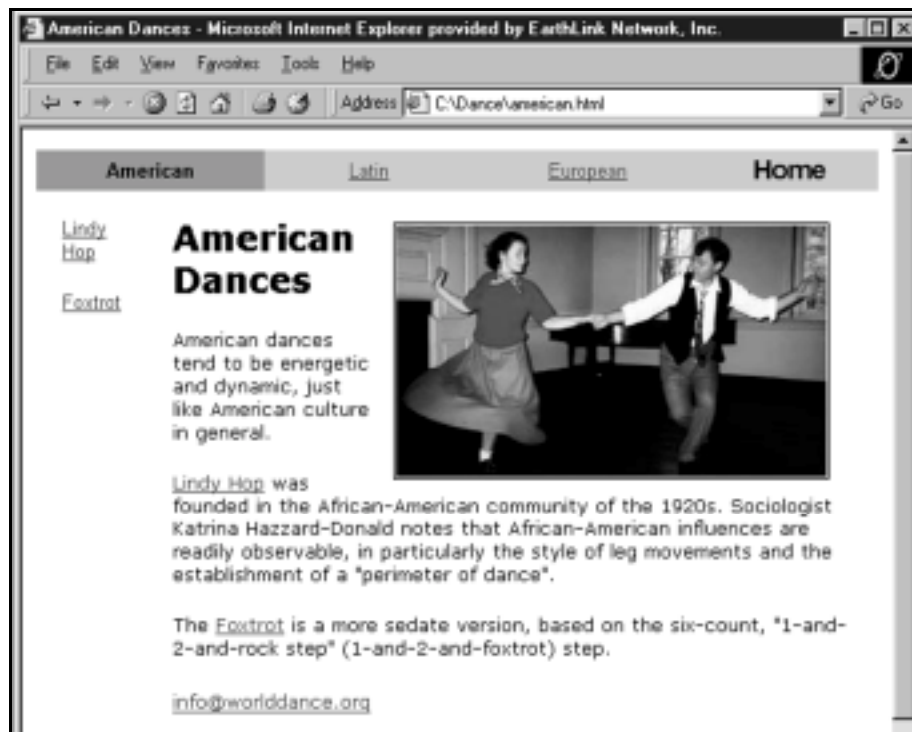 American Dances - Microsoft Internet Explorer provided by EarthLink Network, Inc.
File Edit View Favorites Tools Help
Address C:\Dance\american.html Go
American Latin European Home
Lindy
Hop
Foxtrot
American
Dances
American dances
tend to be energetic
and dynamic, just
like American culture
in general.
Lindy Hop was
founded in the African-American community of the 1920s. Sociologist
Katrina Hazzard-Donald notes that African-American influences are
readily observable, in particularly the style of leg movements and the
establishment of a "perimeter of dance".
The Foxtrot is a more sedate version, based on the six-count, "1-and-
2-and-rock step" (1-and-2-and-foxtrot) step.
info@worlddance.org